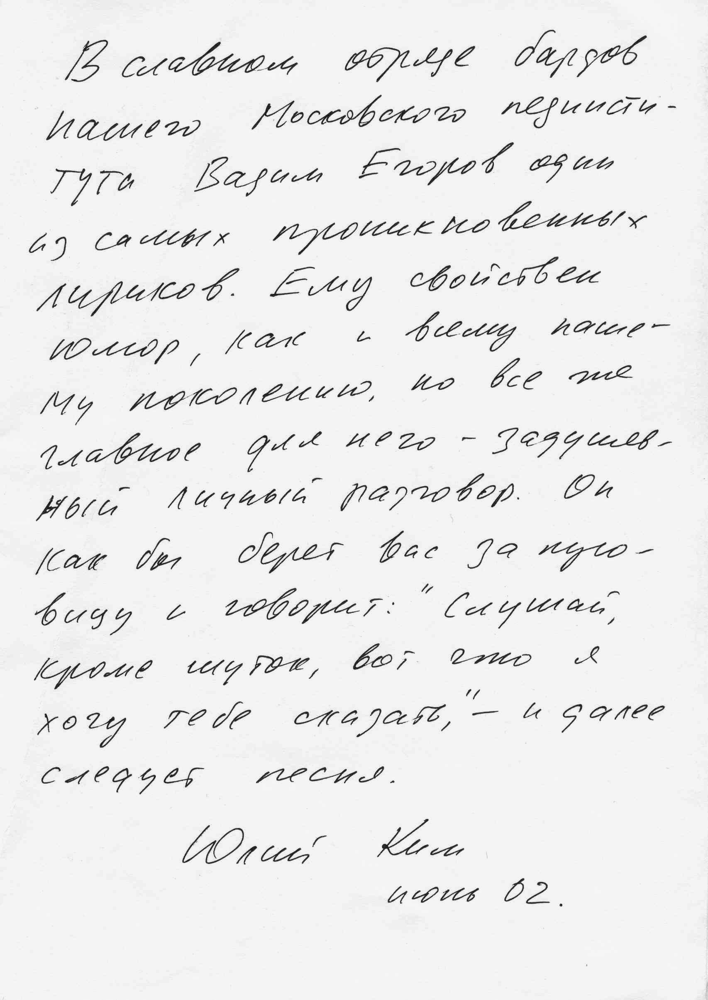 В славном отряде бардов
нашего Московского пединсти-
тута Вадим Егоров один
из самых проникновенных
лириков. Ему свойствен
юмор, как и всему наше-
му поколению, но все же
главное для него – задушев-
ный личный разговор. Он
как бы берет вас за пуго-
вицу и говорит: "Слушай,
кроме шуток, вот что я
хочу тебе сказать," – и далее
следует песня.
Юлий Ким
июнь 02.